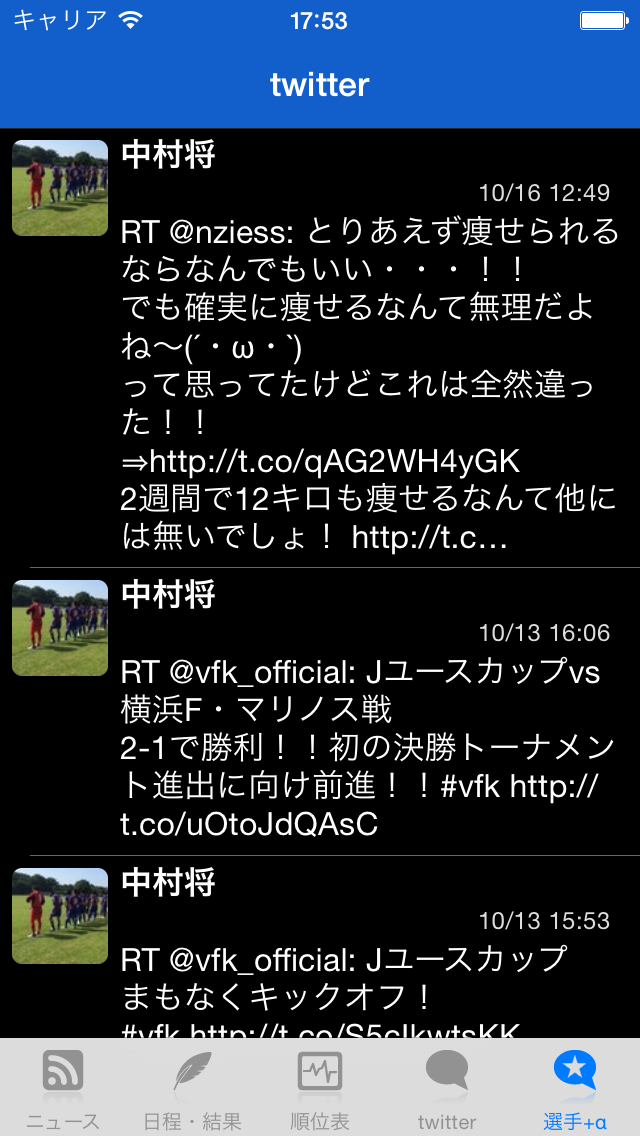 キャリア 17:53
twitter
中村将
10/16 12:49
RT @nziess: とりあえず痩せられる
ならなんでもいい・・・！！
でも確実に痩せるなんて無理だよ
ね〜(´・ω・`)
って思ってたけどこれは全然違っ
た！！
⇒http://t.co/qAG2WH4yGK
2週間で12キロも痩せるなんて他に
は無いでしょ！ http://t.c…
中村将
10/13 16:06
RT @vfk_official: Jユースカップvs
横浜F・マリノス戦
2-1で勝利！！初の決勝トーナメン
ト進出に向け前進！！#vfk http://
t.co/uOtoJdQAsC
中村将
10/13 15:53
RT @vfk_official: Jユースカップ
まもなくキックオフ！
#vfk http://t.co/S5cIkwtsKK
ニュース 日程・結果 順位表 twitter 選手+α